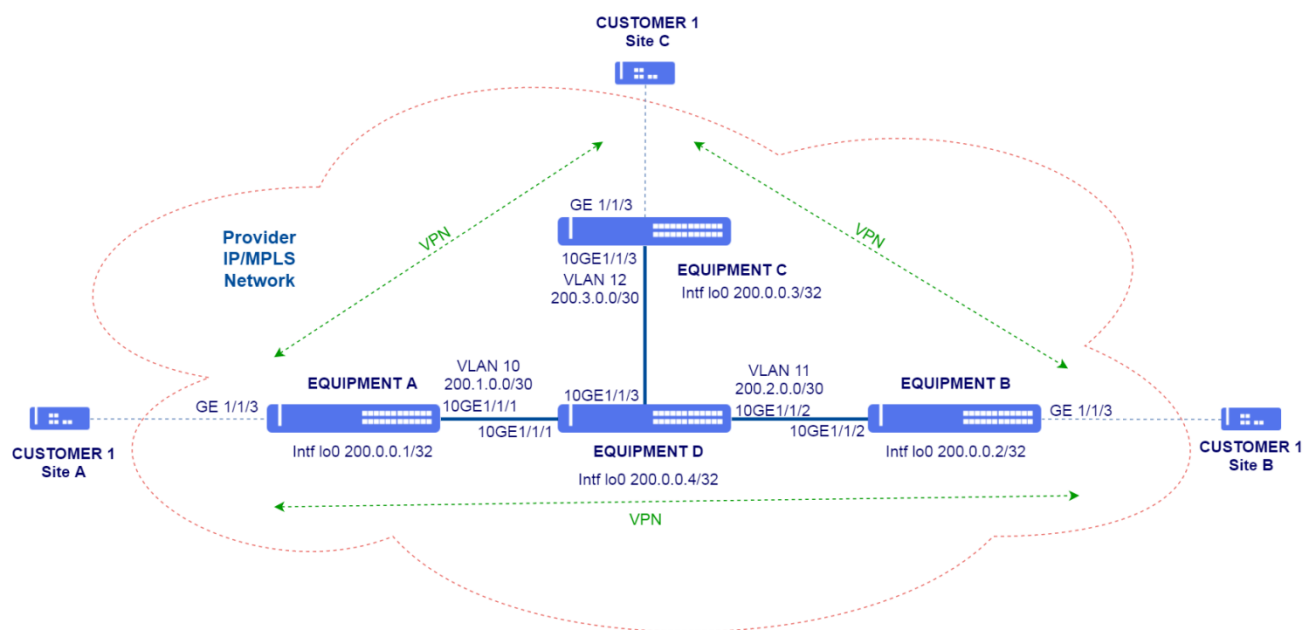 CUSTOMER 1
Site C
GE 1/1/3
Provider
IP/MPLS
Network
VPN
VPN
10GE1/1/3
VLAN 12
200.3.0.0/30
EQUIPMENT C
Intf lo0 200.0.0.3/32
VLAN 10
200.1.0.0/30
VLAN 11
200.2.0.0/30
EQUIPMENT A
EQUIPMENT B
GE 1/1/3
10GE1/1/1
10GE1/1/3
10GE1/1/2
GE 1/1/3
10GE1/1/1
10GE1/1/2
CUSTOMER 1
Site A
Intf lo0 200.0.0.1/32
EQUIPMENT D
Intf lo0 200.0.0.2/32
CUSTOMER 1
Site B
Intf lo0 200.0.0.4/32
VPN